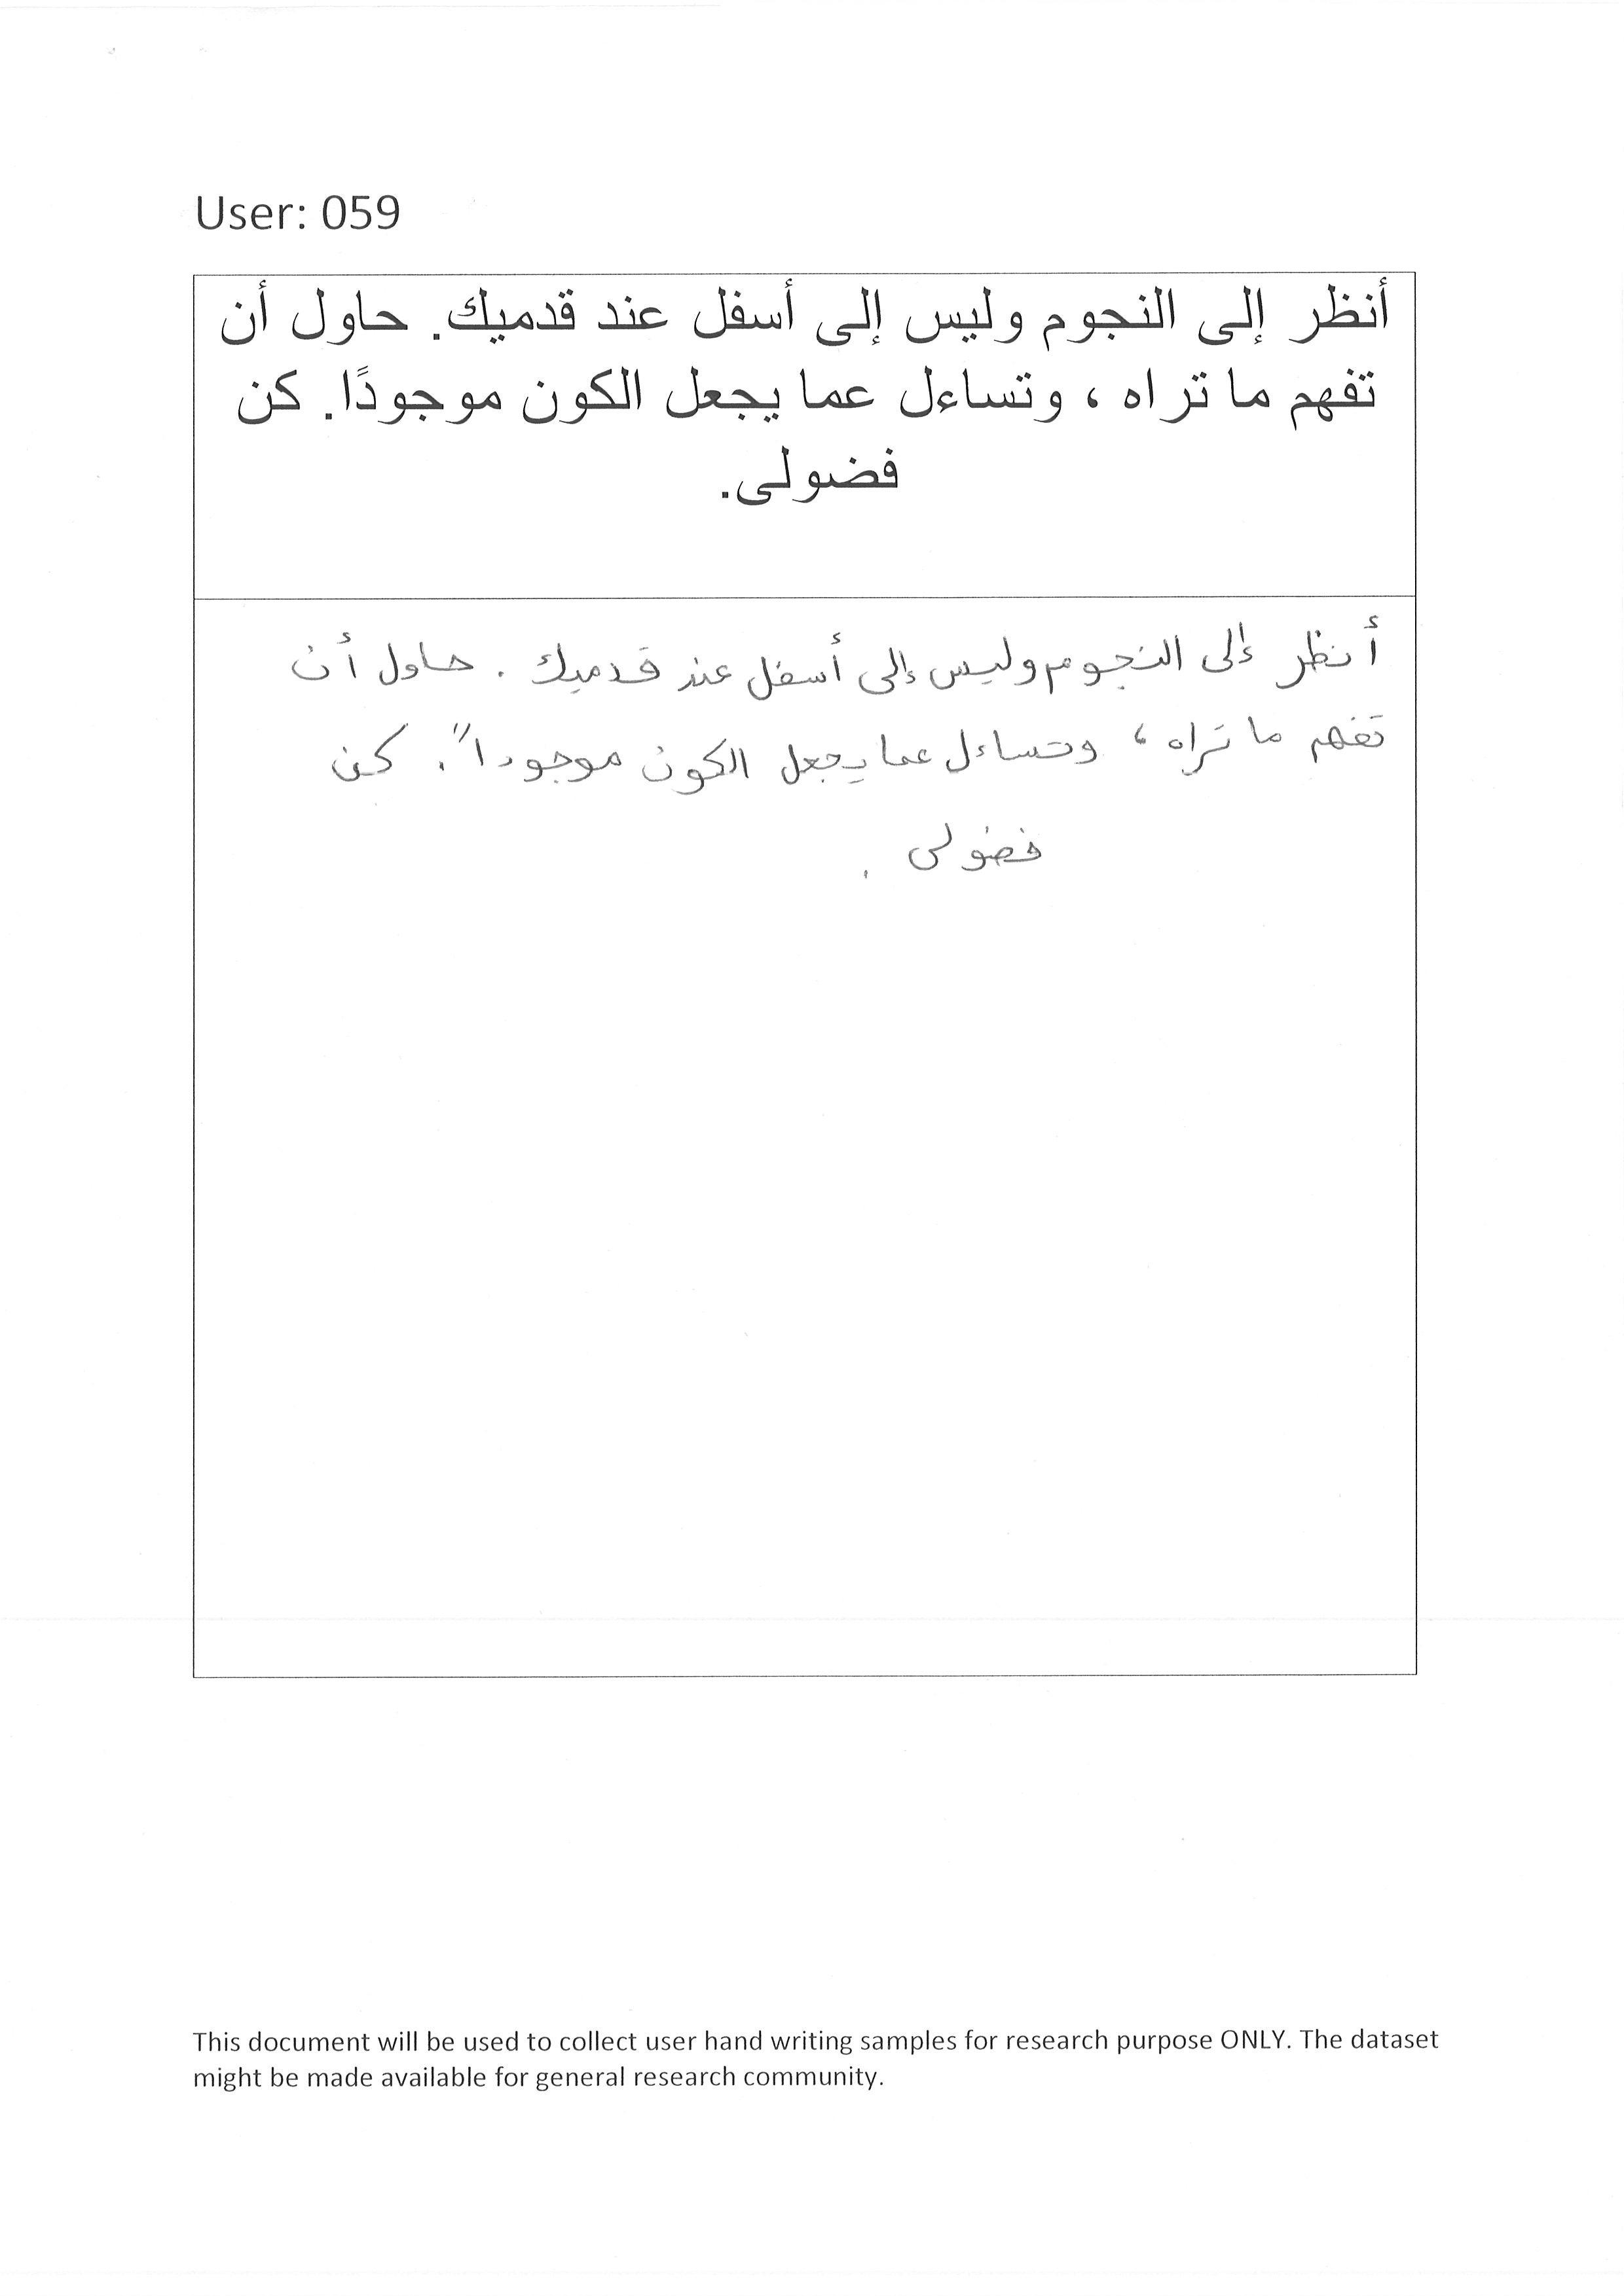 User: 059
أنظر إلى النجوم وليس إلى أسفل عند قدميك. حاول أن
تفهم ما تراه ، وتساءل عما يجعل الكون موجودًا. كن
فضولى.
أنظر إلى النجوم وليس إلى أسفل عند قدميك . حاول أن
تفهم ما تراه ، وتساءل عما يجعل الكون موجوداً . كن
فضولى .
This document will be used to collect user hand writing samples for research purpose ONLY. The dataset
might be made available for general research community.